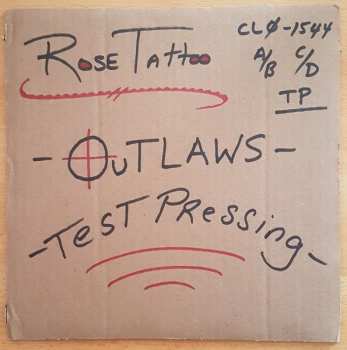 Rose Tattoo
CLØ-1544
A/B C/D
TP
- OuTLAWS -
- TeST PRessing -